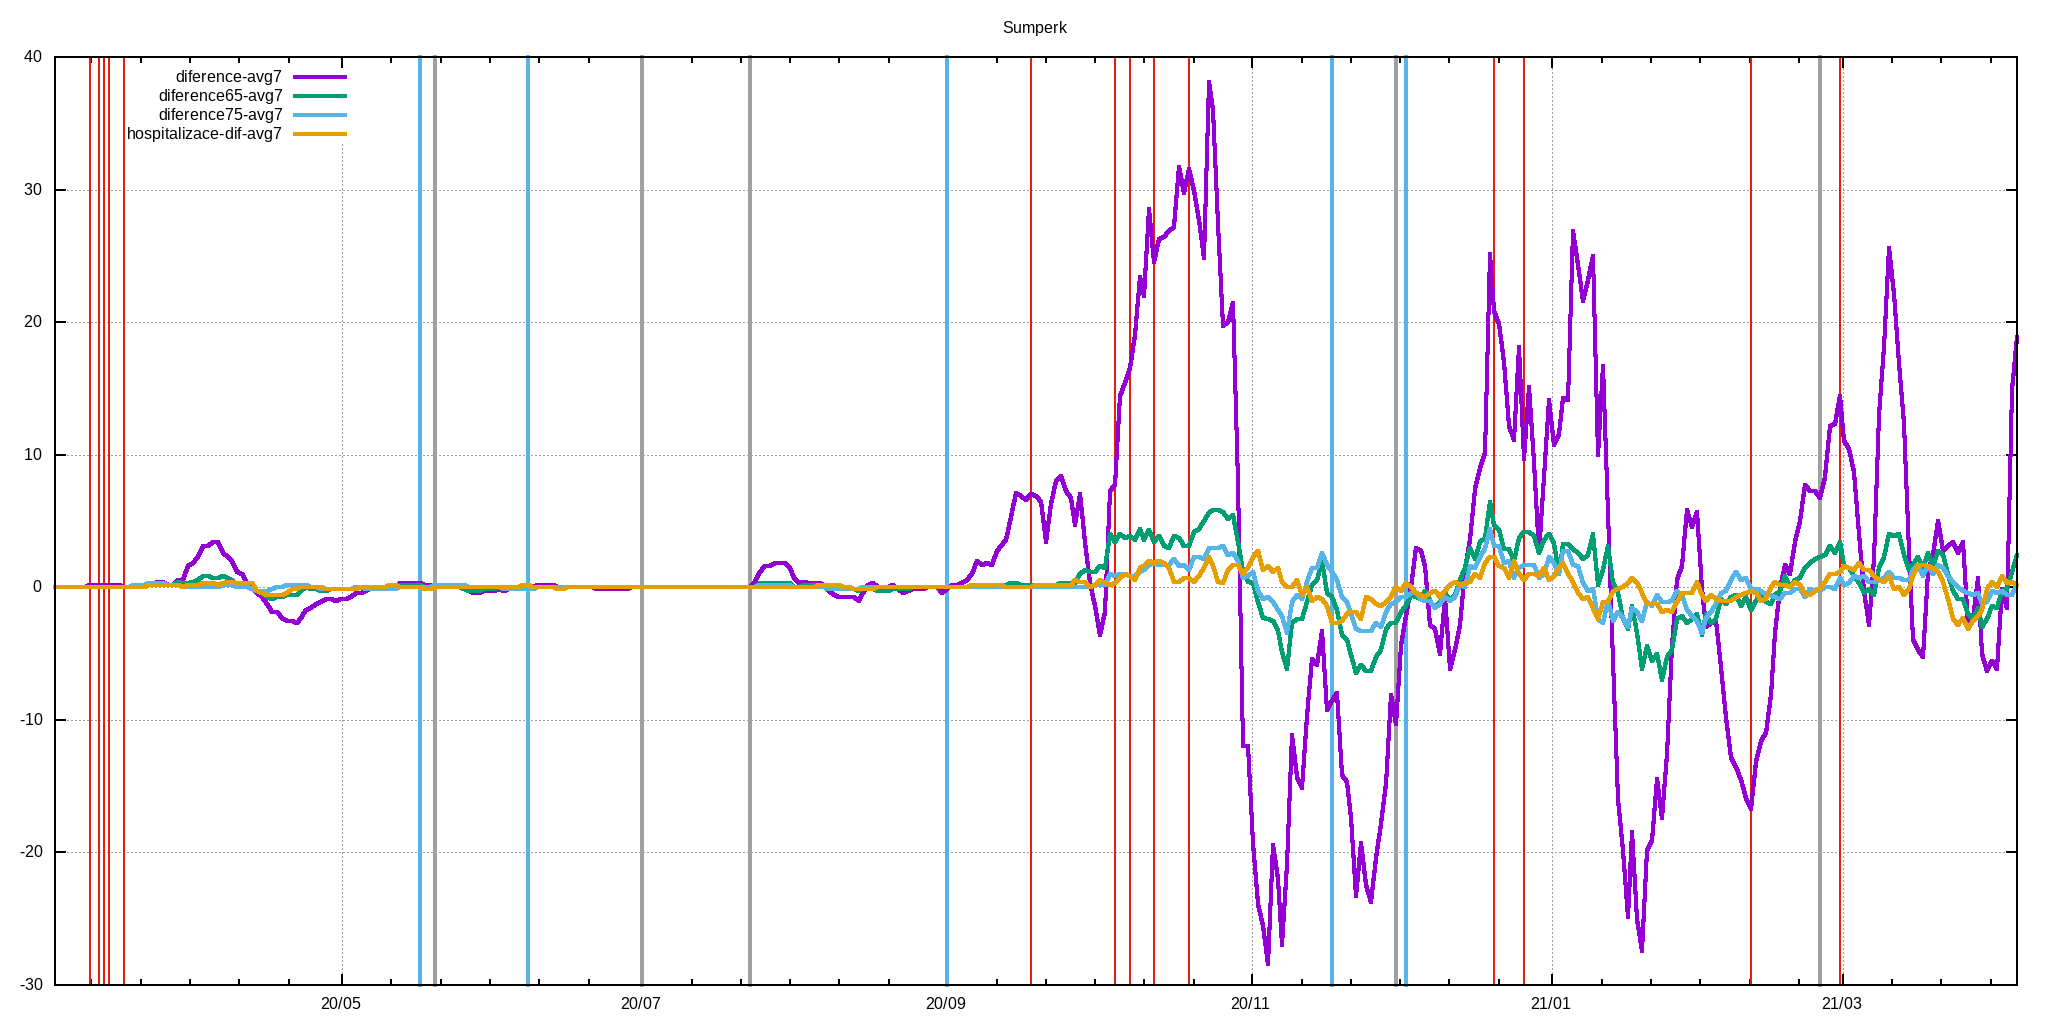 Sumperk
40
30
20
10
0
-10
-20
-30
diference-avg7
diference65-avg7
diference75-avg7
hospitalizace-dif-avg7
20/05 20/07 20/09 20/11 21/01 21/03